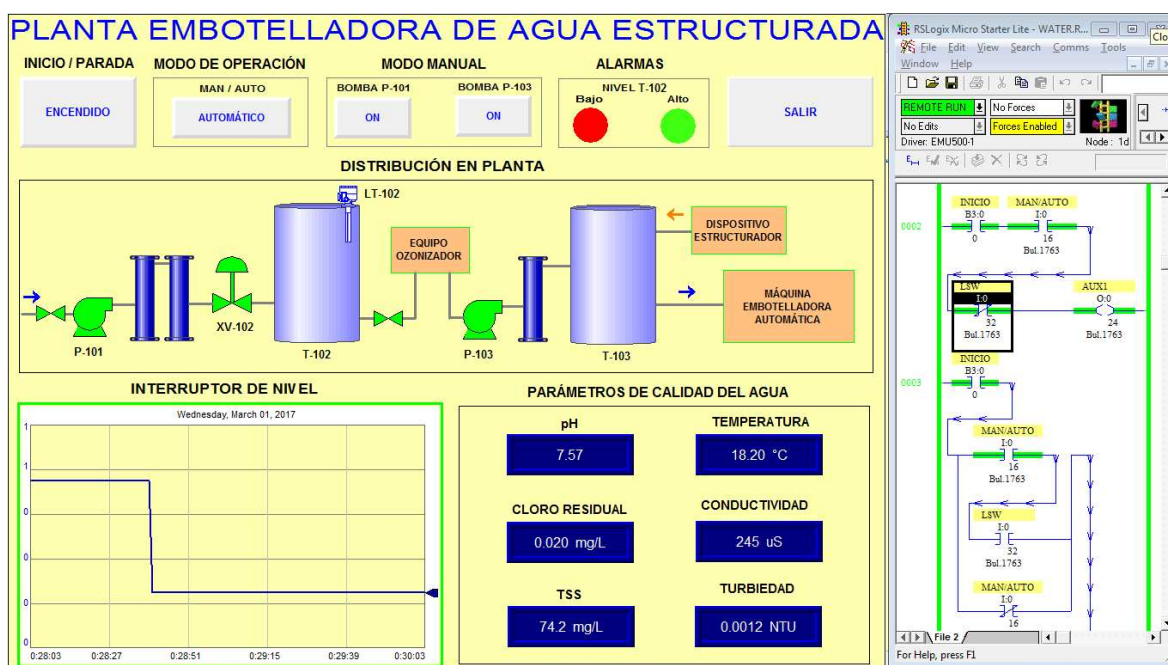 PLANTA EMBOTELLADORA DE AGUA ESTRUCTURADA
INICIO / PARADA
MODO DE OPERACIÓN
MODO MANUAL
ALARMAS
ENCENDIDO
MAN / AUTO
AUTOMÁTICO
BOMBA P-101
BOMBA P-103
ON
ON
NIVEL T-102
Bajo
Alto
SALIR
DISTRIBUCIÓN EN PLANTA
LT-102
EQUIPO
OZONIZADOR
DISPOSITIVO
ESTRUCTURADOR
MÁQUINA
EMBOTELLADORA
AUTOMÁTICA
P-101
XV-102
T-102
P-103
T-103
INTERRUPTOR DE NIVEL
Wednesday, March 01, 2017
1
1
0
0
0
0
0:28:03
0:28:27
0:28:51
0:29:15
0:29:39
0:30:03
PARÁMETROS DE CALIDAD DEL AGUA
pH
TEMPERATURA
7.57
18.20 °C
CLORO RESIDUAL
CONDUCTIVIDAD
0.020 mg/L
245 uS
TSS
TURBIEDAD
74.2 mg/L
0.0012 NTU
RSLogix Micro Starter Lite - WATER.R...
Clo
File Edit View Search Comms Tools
Window Help
REMOTE RUN
No Forces
No Edits
Forces Enabled
Driver: EMU500-1
Node : 1d
0002
INICIO
B3:0
0
MAN/AUTO
I:0
16
Bul.1763
LSW
I:0
32
Bul.1763
AUX1
O:0
24
Bul.1763
0003
INICIO
B3:0
0
MAN/AUTO
I:0
16
Bul.1763
LSW
I:0
32
Bul.1763
MAN/AUTO
I:0
16
File 2
For Help, press F1